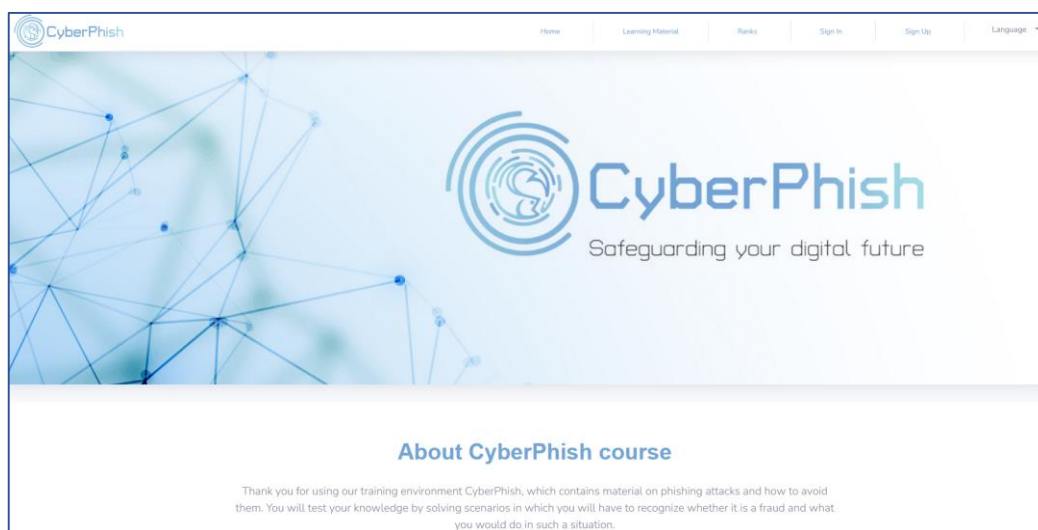 CyberPhish
Home Learning Material Ranks Sign In Sign Up Language
CyberPhish
Safeguarding your digital future
About CyberPhish course
Thank you for using our training environment CyberPhish, which contains material on phishing attacks and how to avoid
them. You will test your knowledge by solving scenarios in which you will have to recognize whether it is a fraud and what
you would do in such a situation.